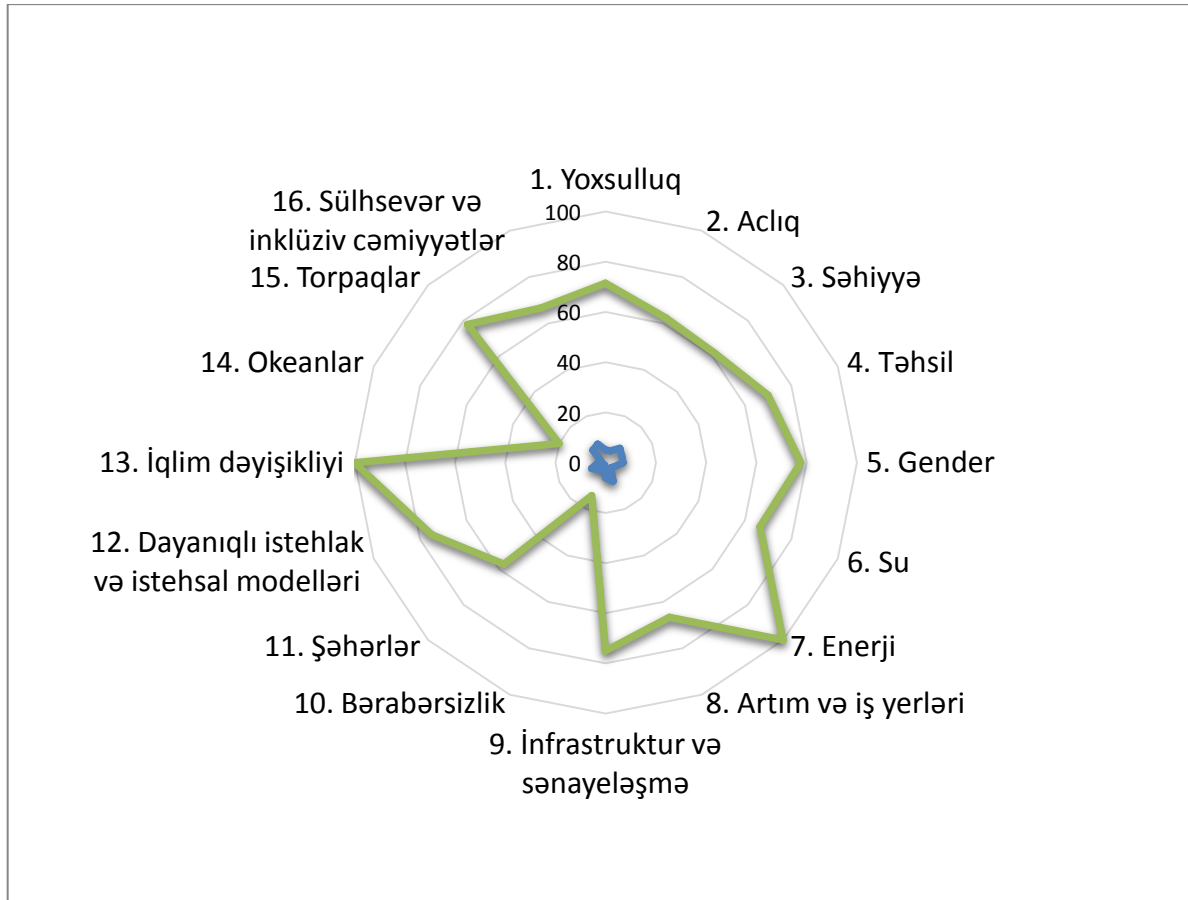 1. Yoxsulluq
2. Aclıq
3. Səhiyyə
4. Təhsil
5. Gender
6. Su
7. Enerji
8. Artım və iş yerləri
9. İnfrastruktur və
sənayeləşmə
10. Bərabərsizlik
11. Şəhərlər
12. Dayanıqlı istehlak
və istehsal modelləri
13. İqlim dəyişikliyi
14. Okeanlar
15. Torpaqlar
16. Sülhsevər və
inklüziv cəmiyyətlər
100
80
60
40
20
0